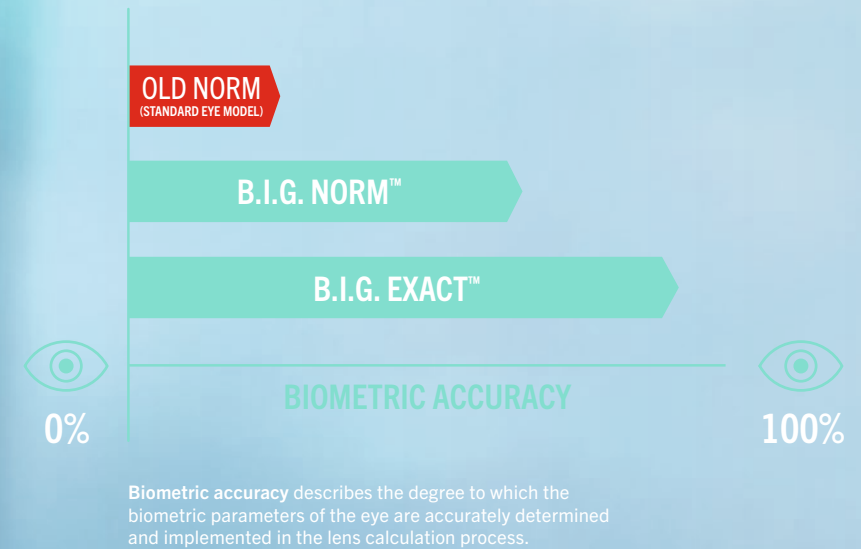 OLD NORM
(STANDARD EYE MODEL)
B.I.G. NORM™
B.I.G. EXACT™
BIOMETRIC ACCURACY
0%
100%
Biometric accuracy describes the degree to which the
biometric parameters of the eye are accurately determined
and implemented in the lens calculation process.